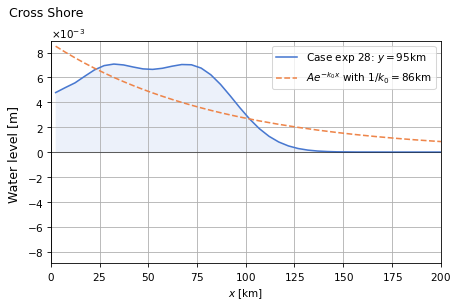 Cross Shore
×10⁻³
Water level [m]
8
6
4
2
0
−2
−4
−6
−8
Case exp 28: y = 95km
Ae^{−k₀x} with 1/k₀ = 86km
0 25 50 75 100 125 150 175 200
x [km]